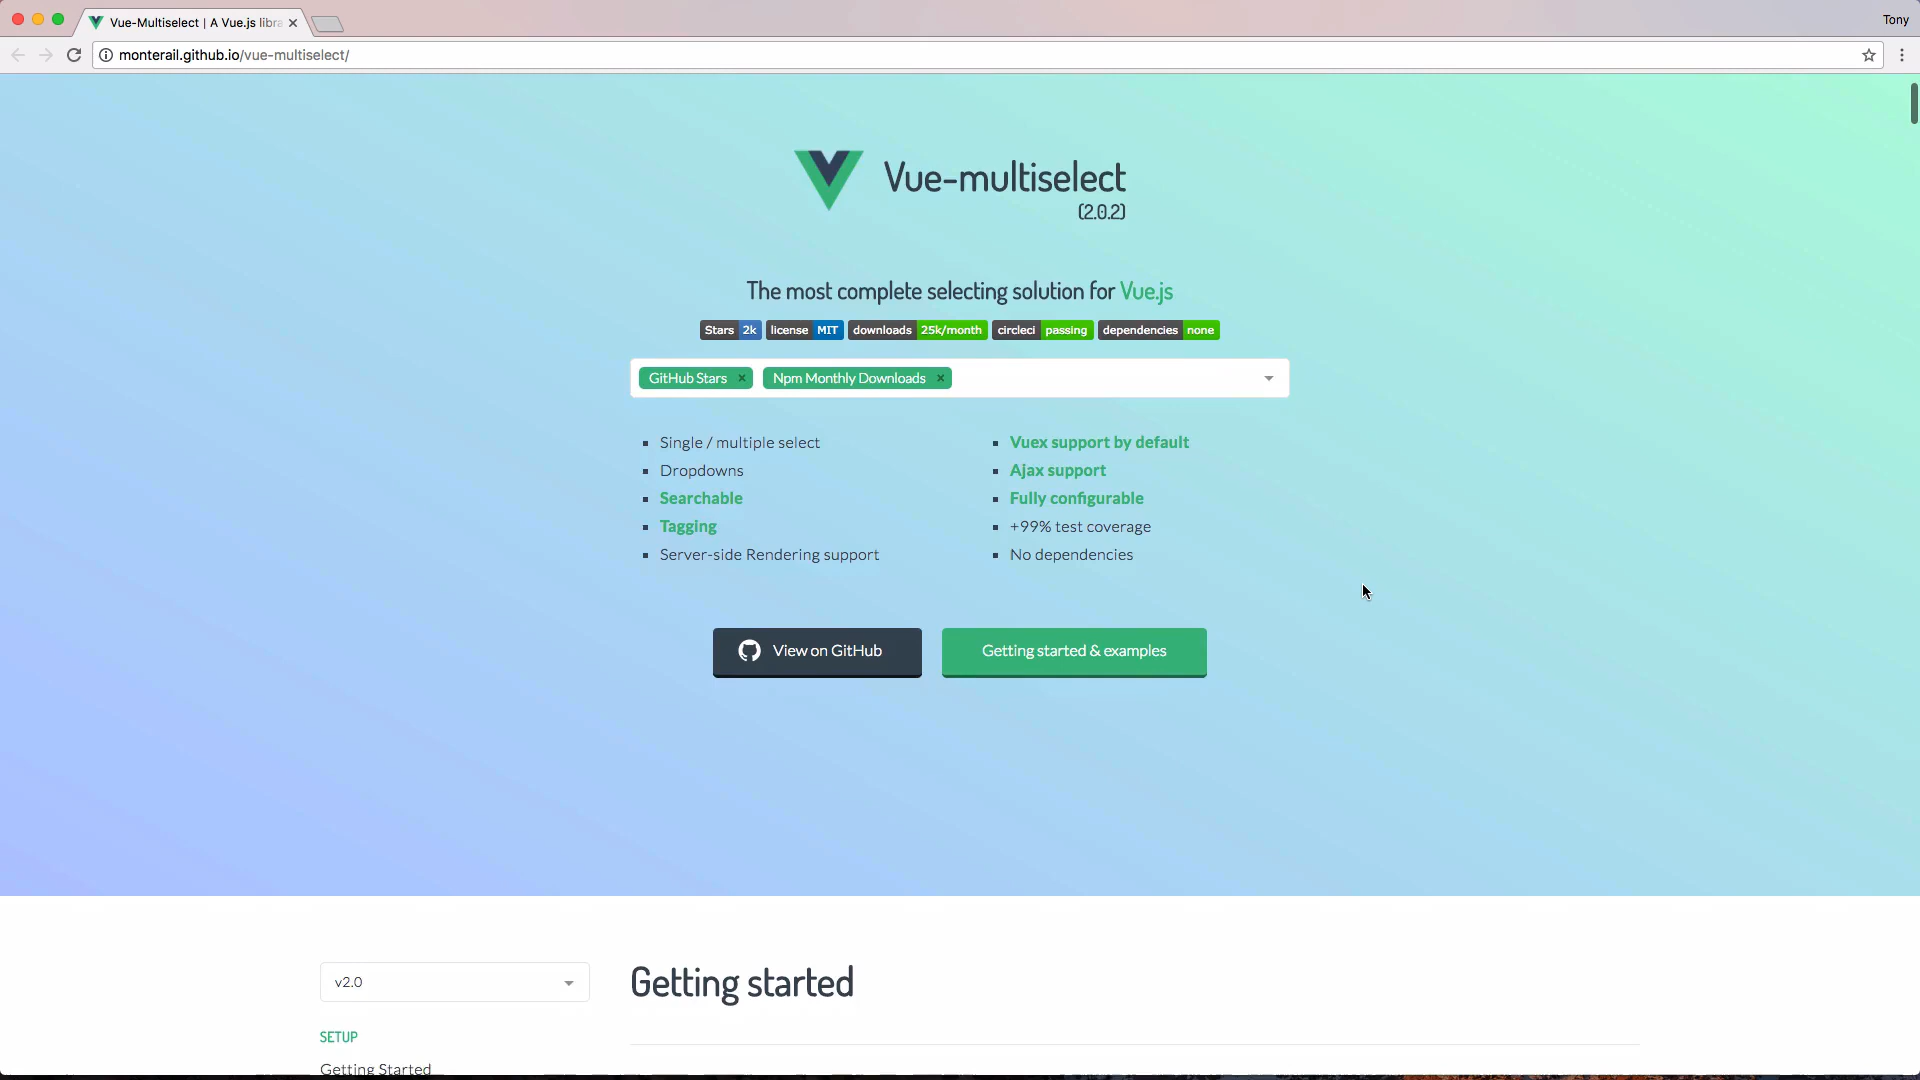 Vue-Multiselect | A Vue.js libra
Tony
monterail.github.io/vue-multiselect/
Vue-multiselect
(2.0.2)
The most complete selecting solution for Vue.js
Stars 2k license MIT downloads 25k/month circleci passing dependencies none
GitHub Stars × Npm Monthly Downloads ×
Single / multiple select
Dropdowns
Searchable
Tagging
Server-side Rendering support
Vuex support by default
Ajax support
Fully configurable
+99% test coverage
No dependencies
View on GitHub
Getting started & examples
v2.0
SETUP
Getting Started
Getting started